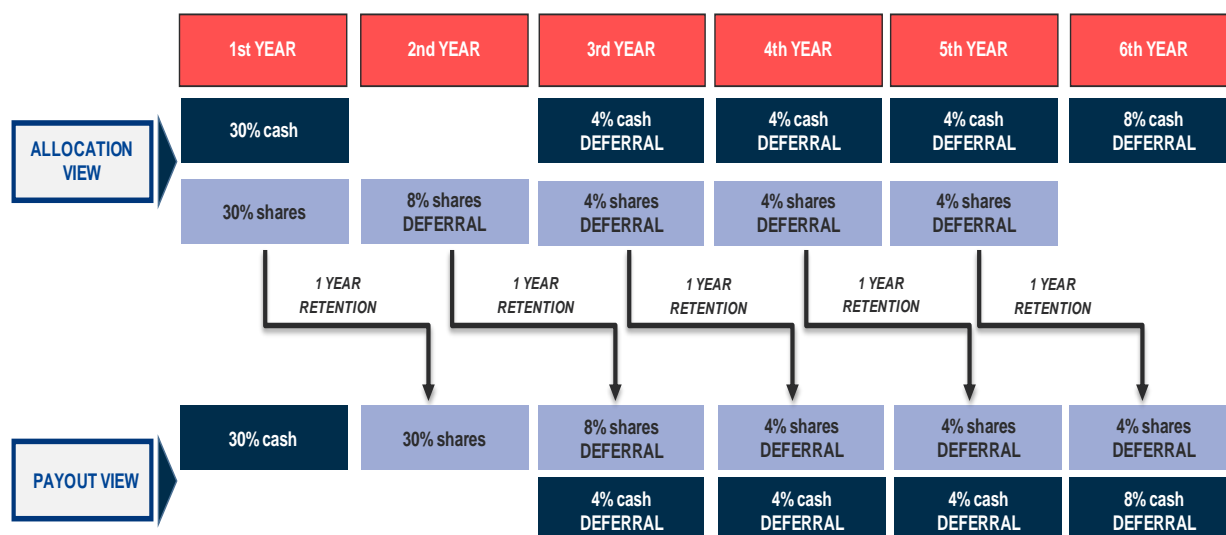 1st YEAR
2nd YEAR
3rd YEAR
4th YEAR
5th YEAR
6th YEAR
ALLOCATION
VIEW
30% cash
4% cash
DEFERRAL
4% cash
DEFERRAL
4% cash
DEFERRAL
8% cash
DEFERRAL
30% shares
8% shares
DEFERRAL
4% shares
DEFERRAL
4% shares
DEFERRAL
4% shares
DEFERRAL
1 YEAR
RETENTION
1 YEAR
RETENTION
1 YEAR
RETENTION
1 YEAR
RETENTION
1 YEAR
RETENTION
PAYOUT VIEW
30% cash
30% shares
8% shares
DEFERRAL
4% shares
DEFERRAL
4% shares
DEFERRAL
4% shares
DEFERRAL
4% cash
DEFERRAL
4% cash
DEFERRAL
4% cash
DEFERRAL
8% cash
DEFERRAL